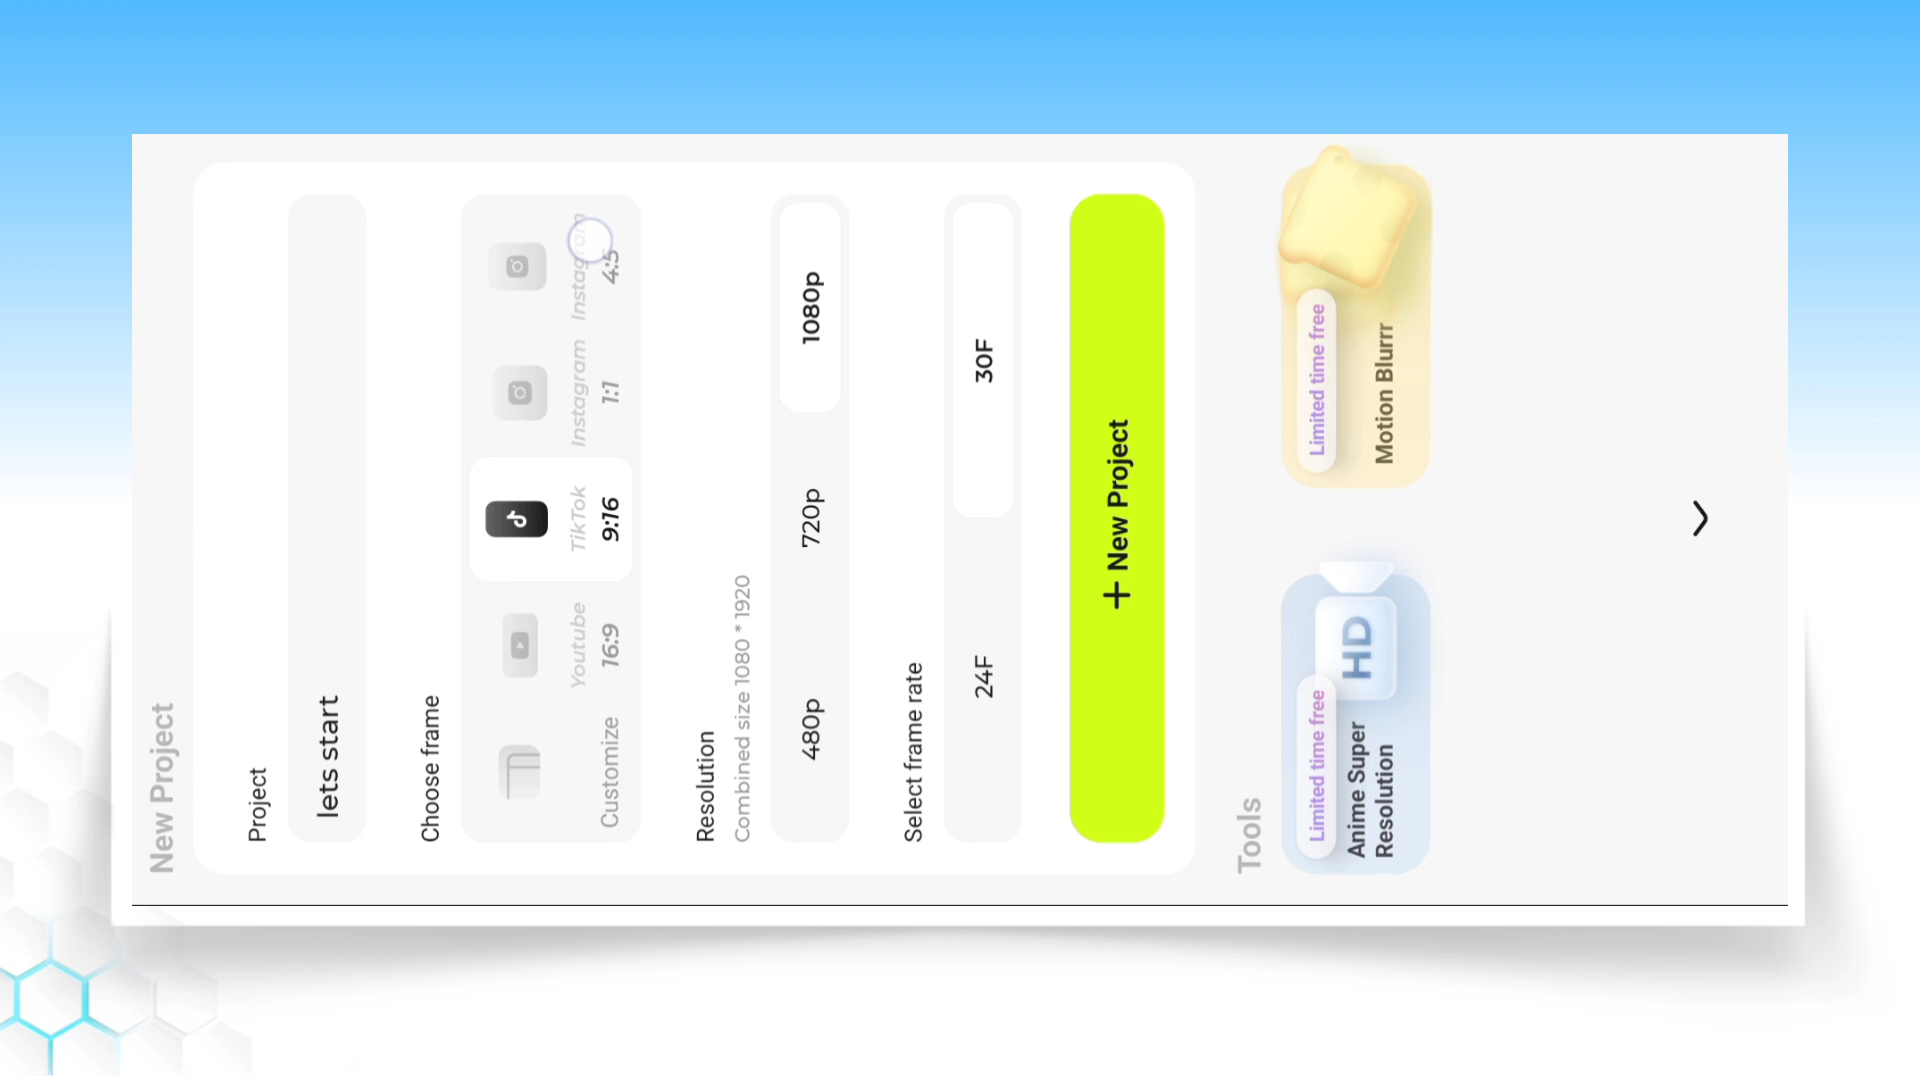 New Project
Project
lets start
Choose frame
Customize
Youtube
16:9
TikTok
9:16
Instagram
1:1
Instagram
4:5
Resolution
Combined size 1080 * 1920
480p
720p
1080p
Select frame rate
24F
30F
+ New Project
Tools
Limited time free
HD
Anime Super
Resolution
Limited time free
Motion Blurrr